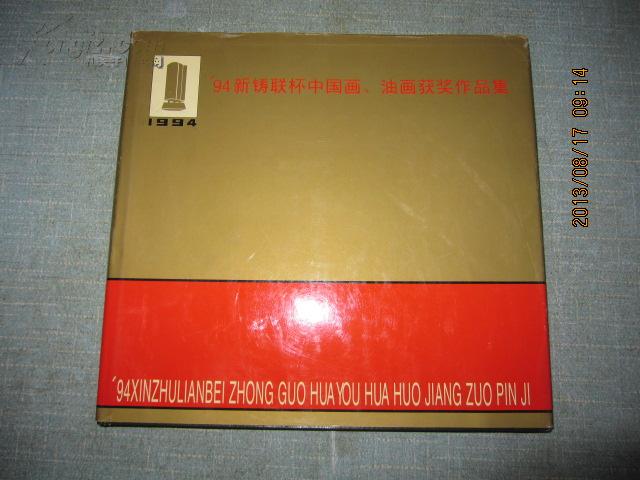 '94新铸联杯中国画、油画获奖作品集
1994
'94XINZHULIANBEI ZHONG GUO HUA YOU HUA HUO JIANG ZUO PIN JI
2013/08/17 09:14